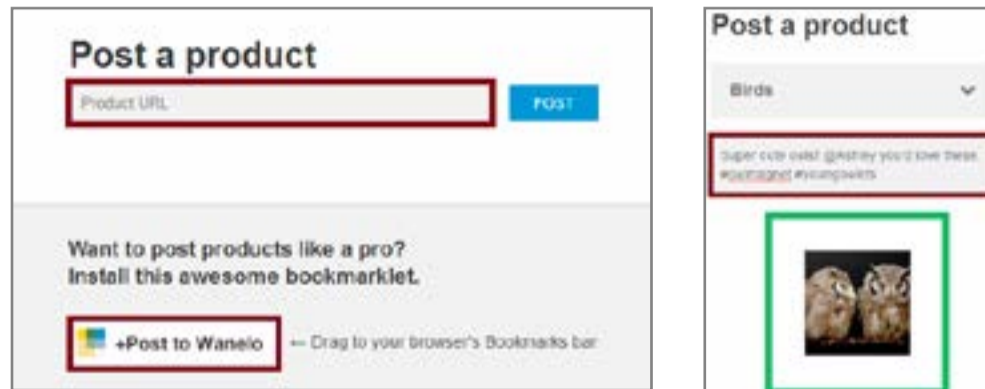 Post a product
Product URL
POST
Want to post products like a pro?
Install this awesome bookmarklet.
+Post to Wanelo
← Drag to your browser's Bookmarks bar
Post a product
Birds
Super cute owls! @Ashley you'd love these
#youngowlets